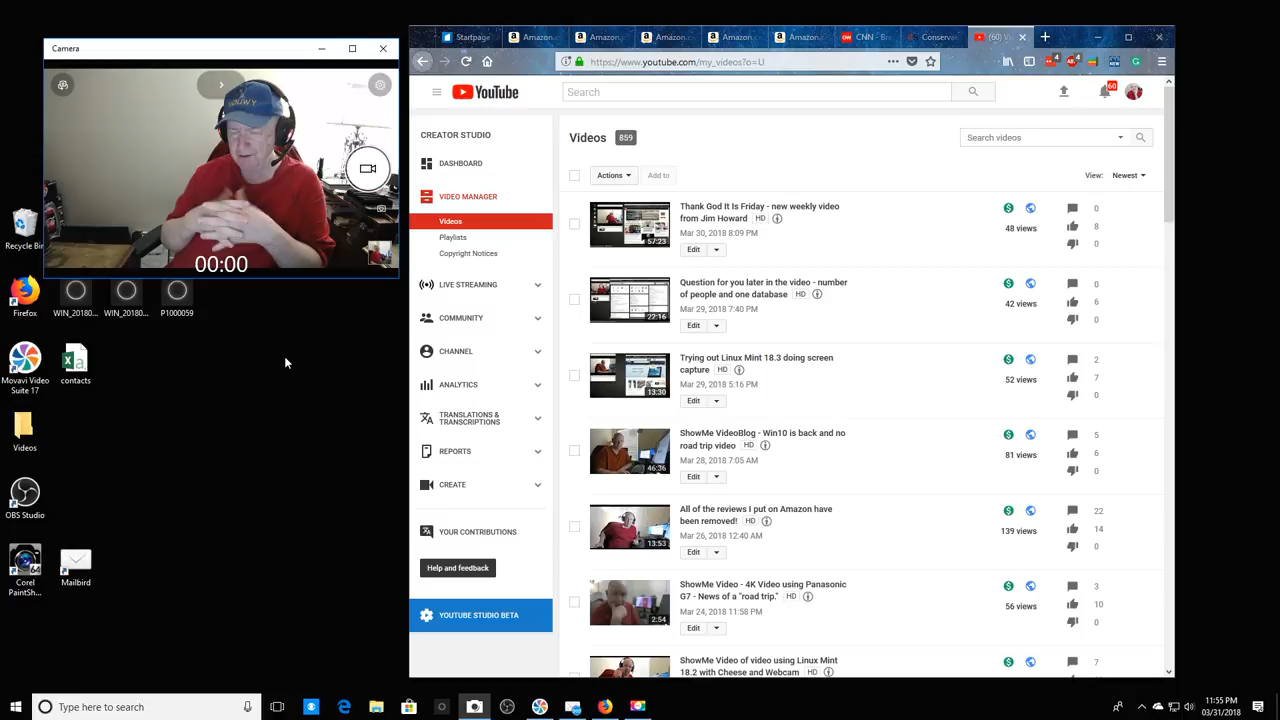 Camera
00:00
Recycle Bin
Firefox
WIN_20180...
WIN_20180...
P1000059
Movavi Video
Suite 17
contacts
Videos
OBS Studio
Corel
PaintSh...
Mailbird
Startpage
Amazon.c
Amazon.c
Amazon.c
Amazon.c
Amazon.c
CNN - Bre
Conservat
(60) V
https://www.youtube.com/my_videos?o=U
YouTube
Search
60
CREATOR STUDIO
DASHBOARD
VIDEO MANAGER
Videos
Playlists
Copyright Notices
LIVE STREAMING
COMMUNITY
CHANNEL
ANALYTICS
TRANSLATIONS &
TRANSCRIPTIONS
REPORTS
CREATE
YOUR CONTRIBUTIONS
Help and feedback
YOUTUBE STUDIO BETA
Videos 859
Search videos
Actions
Add to
View: Newest
Thank God It Is Friday - new weekly video
from Jim Howard HD
Mar 30, 2018 8:09 PM
Edit
57:23
48 views
0
8
0
Question for you later in the video - number
of people and one database HD
Mar 29, 2018 7:40 PM
Edit
22:16
42 views
0
6
0
Trying out Linux Mint 18.3 doing screen
capture HD
Mar 29, 2018 5:16 PM
Edit
13:30
52 views
2
7
0
ShowMe VideoBlog - Win10 is back and no
road trip video HD
Mar 28, 2018 7:05 AM
Edit
46:36
81 views
5
6
0
All of the reviews I put on Amazon have
been removed! HD
Mar 26, 2018 12:40 AM
Edit
13:53
139 views
22
14
0
ShowMe Video - 4K Video using Panasonic
G7 - News of a "road trip." HD
Mar 24, 2018 11:58 PM
Edit
2:54
56 views
3
10
0
ShowMe Video of video using Linux Mint
18.2 with Cheese and Webcam HD
7
Type here to search
11:55 PM
03/31/2018